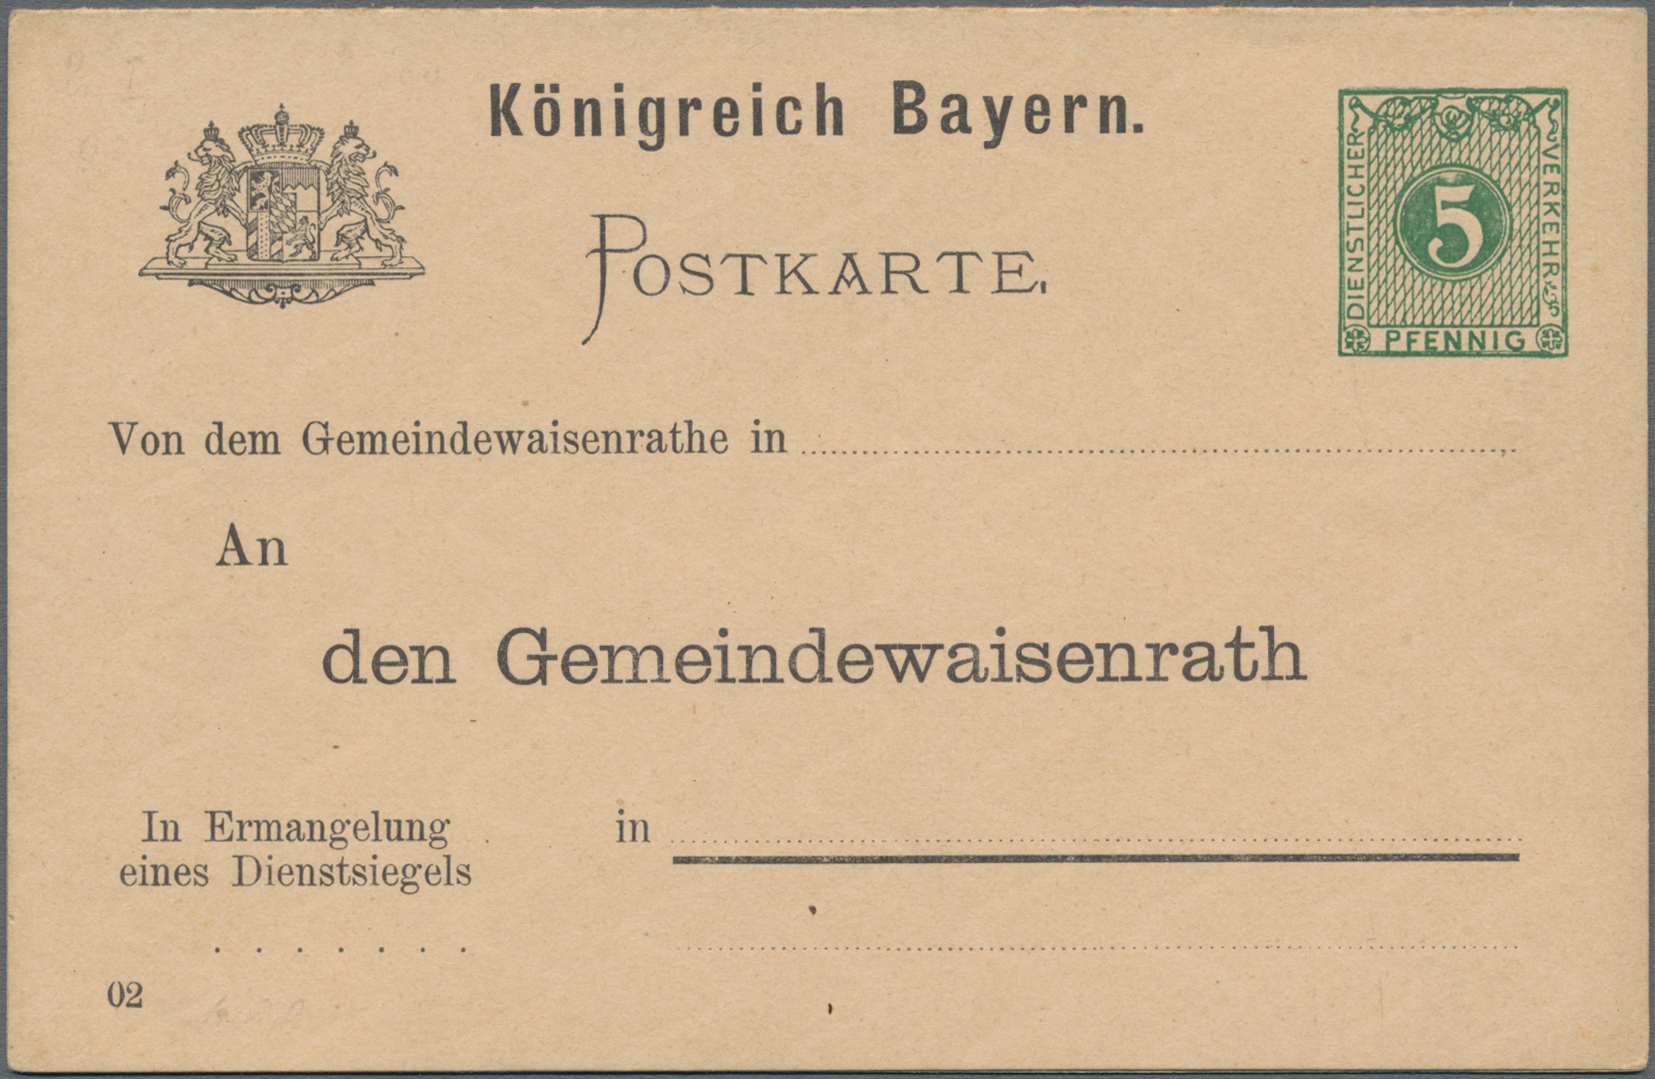 Königreich Bayern.
POSTKARTE.
DIENSTLICHER
VERKEHR
5
PFENNIG
Von dem Gemeindewaisenrathe in
An
den Gemeindewaisenrath
In Ermangelung
eines Dienstsiegels
in
02